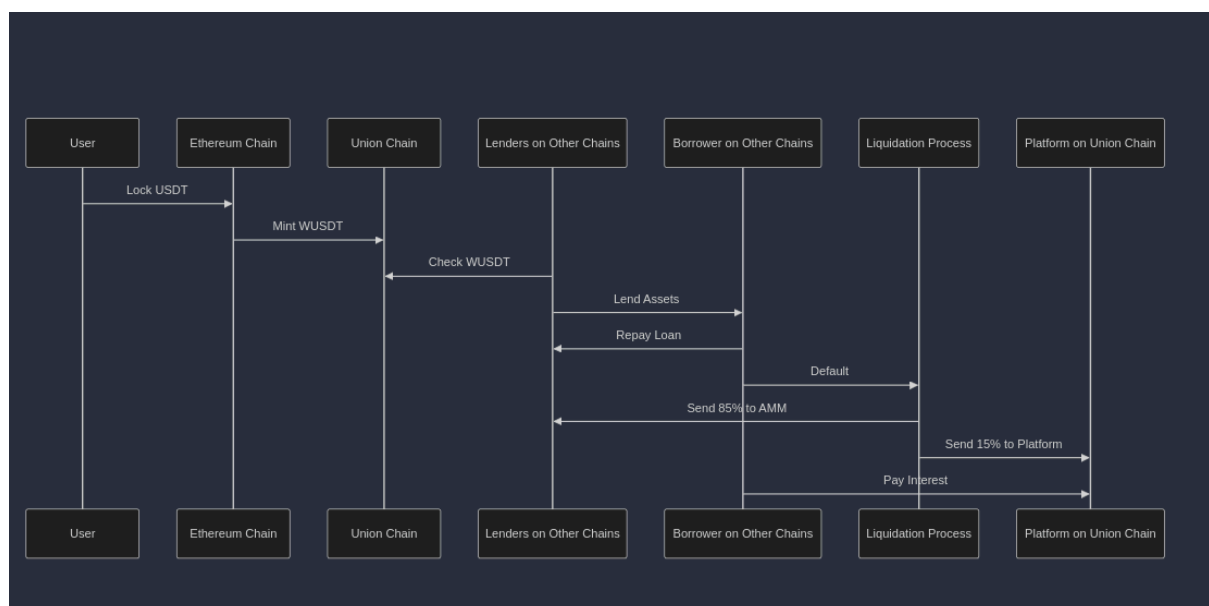 User
Ethereum Chain
Union Chain
Lenders on Other Chains
Borrower on Other Chains
Liquidation Process
Platform on Union Chain
Lock USDT
Mint WUSDT
Check WUSDT
Lend Assets
Repay Loan
Default
Send 85% to AMM
Send 15% to Platform
Pay Interest
User
Ethereum Chain
Union Chain
Lenders on Other Chains
Borrower on Other Chains
Liquidation Process
Platform on Union Chain